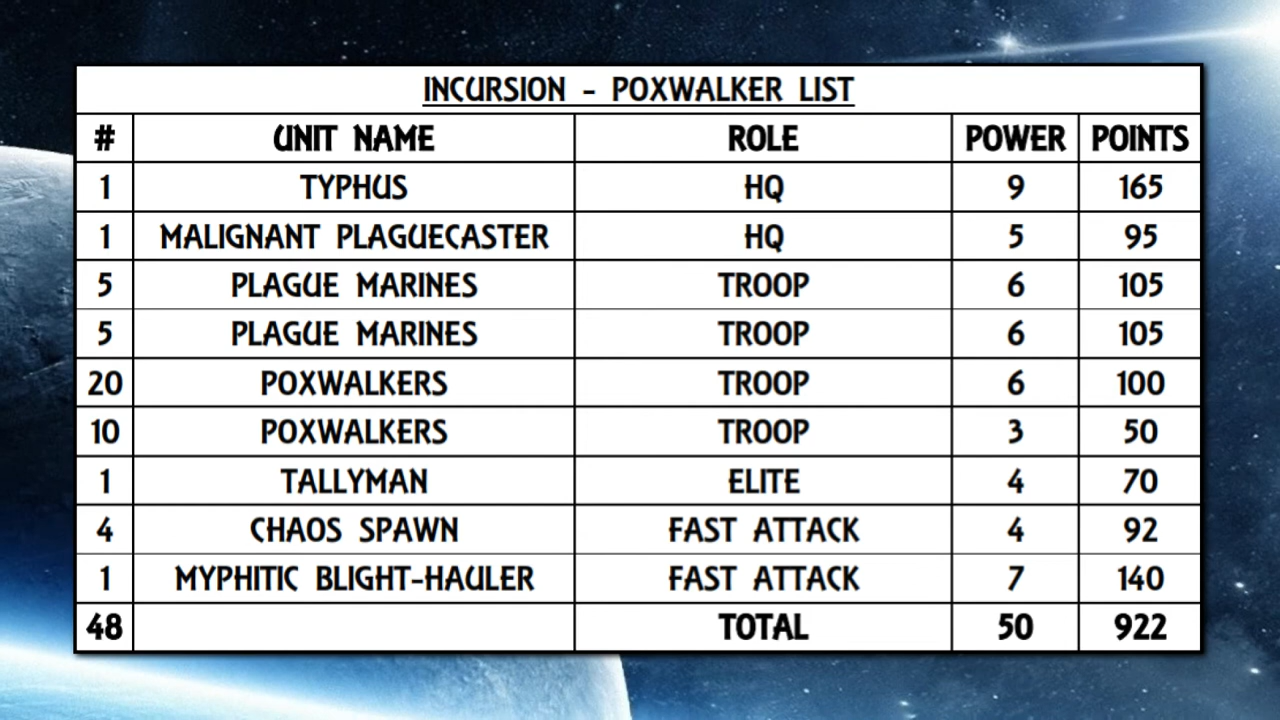 INCURSION - POXWALKER LIST
# UNIT NAME ROLE POWER POINTS
1 TYPHUS HQ 9 165
1 MALIGNANT PLAGUECASTER HQ 5 95
5 PLAGUE MARINES TROOP 6 105
5 PLAGUE MARINES TROOP 6 105
20 POXWALKERS TROOP 6 100
10 POXWALKERS TROOP 3 50
1 TALLYMAN ELITE 4 70
4 CHAOS SPAWN FAST ATTACK 4 92
1 MYPHITIC BLIGHT-HAULER FAST ATTACK 7 140
48 TOTAL 50 922